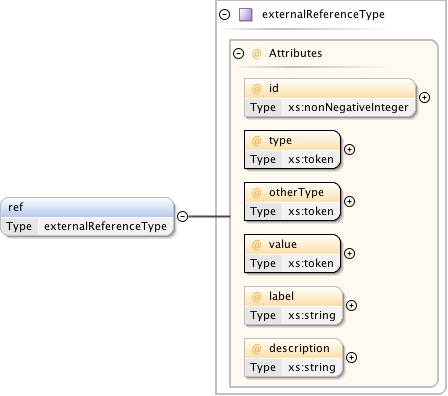 externalReferenceType
@ Attributes
@ id
Type xs:nonNegativeInteger
@ type
Type xs:token
@ otherType
Type xs:token
ref
Type externalReferenceType
@ value
Type xs:token
@ label
Type xs:string
@ description
Type xs:string